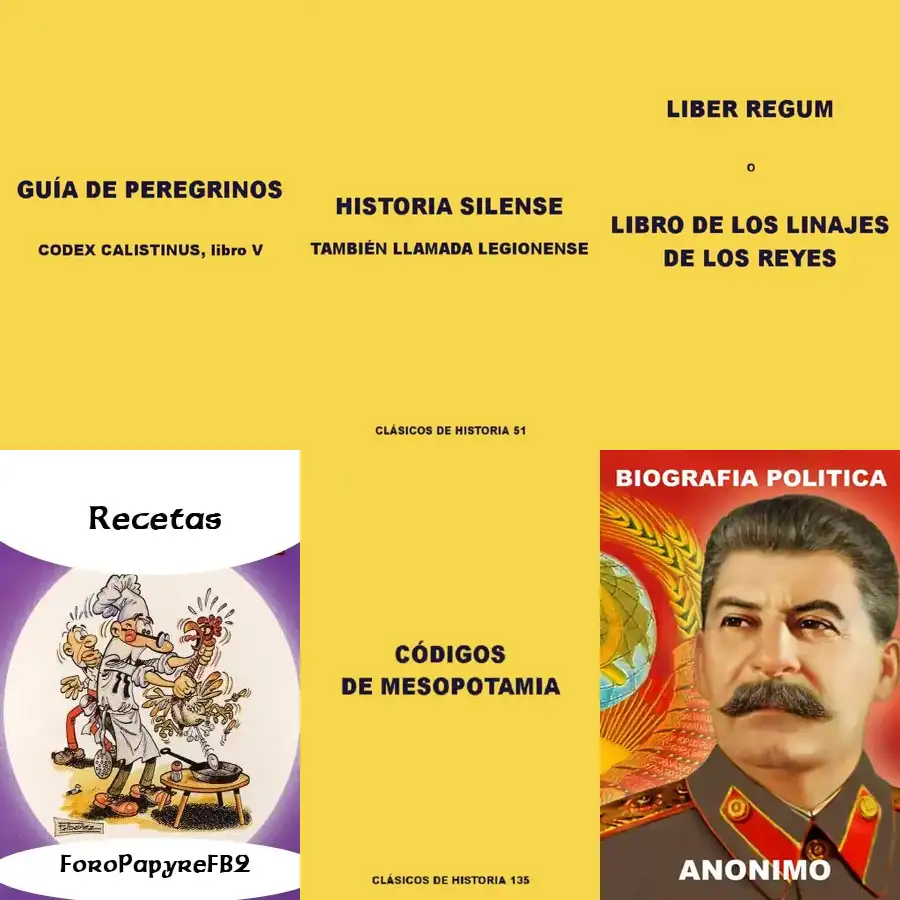 GUÍA DE PEREGRINOS
CODEX CALISTINUS, libro V
HISTORIA SILENSE
TAMBIÉN LLAMADA LEGIONENSE
CLÁSICOS DE HISTORIA 51
LIBER REGUM
o
LIBRO DE LOS LINAJES
DE LOS REYES
Recetas
ForoPapyreFB2
CÓDIGOS
DE MESOPOTAMIA
CLÁSICOS DE HISTORIA 135
BIOGRAFIA POLITICA
ANONIMO